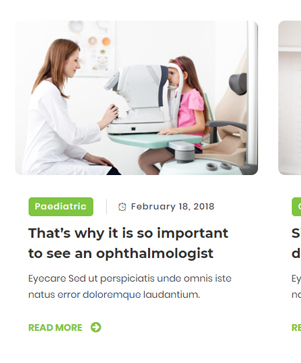 Paediatric
February 18, 2018
That's why it is so important
to see an ophthalmologist
Eyecare Sed ut perspiciatis unde omnis iste
natus error doloremque laudantium.
READ MORE